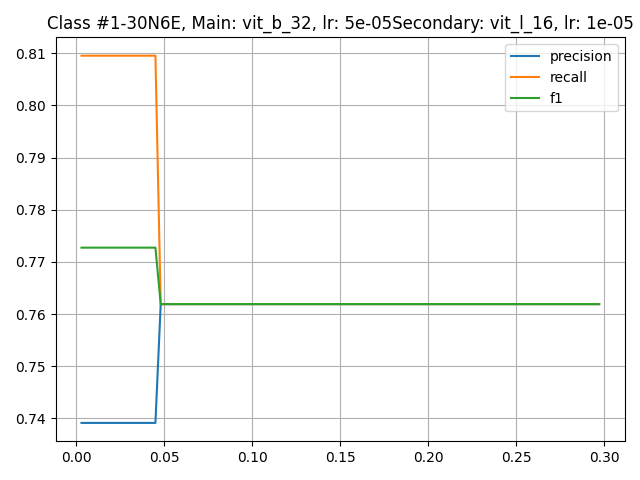 Class #1-30N6E, Main: vit_b_32, lr: 5e-05Secondary: vit_l_16, lr: 1e-05
precision
recall
f1
0.81
0.80
0.79
0.78
0.77
0.76
0.75
0.74
0.00 0.05 0.10 0.15 0.20 0.25 0.30